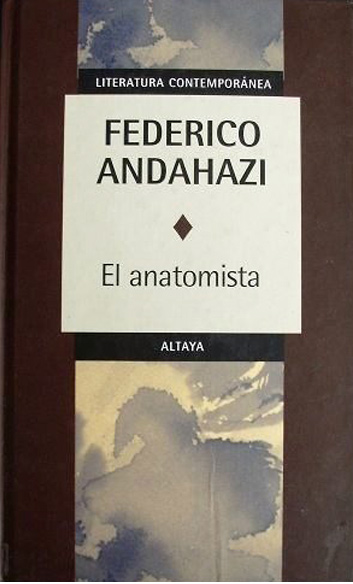 LITERATURA CONTEMPORÁNEA
FEDERICO
ANDAHAZI
El anatomista
ALTAYA